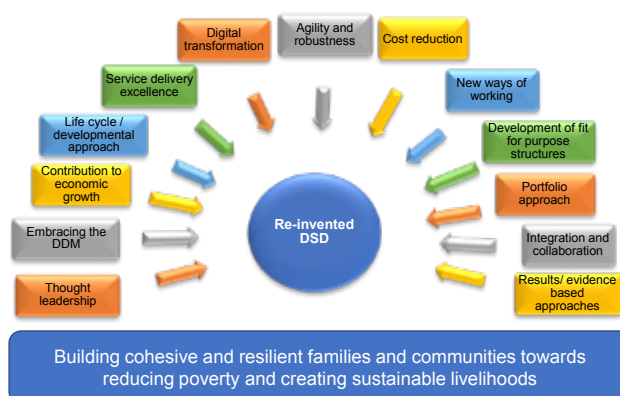 Digital
transformation
Agility and
robustness
Cost reduction
Service delivery
excellence
New ways of
working
Life cycle /
developmental
approach
Development of fit
for purpose
structures
Contribution to
economic
growth
Portfolio
approach
Re-invented
DSD
Embracing the
DDM
Integration and
collaboration
Thought
leadership
Results/ evidence
based
approaches
Building cohesive and resilient families and communities towards
reducing poverty and creating sustainable livelihoods